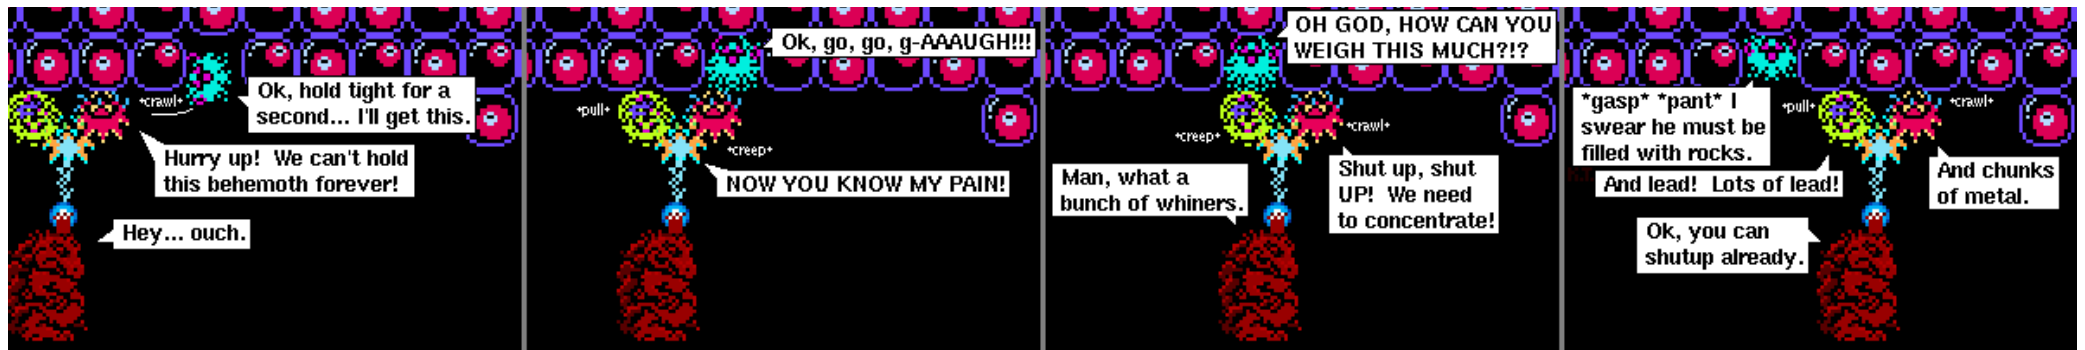 Ok, hold tight for a
second... I'll get this.
*crawl*
Hurry up! We can't hold
this behemoth forever!
Hey... ouch.
Ok, go, go, g-AAAUGH!!!
*pull*
*creep*
NOW YOU KNOW MY PAIN!
OH GOD, HOW CAN YOU
WEIGH THIS MUCH?!?
*creep*
*crawl*
Man, what a
bunch of whiners.
Shut up, shut
UP! We need
to concentrate!
*gasp* *pant* I
swear he must be
filled with rocks.
*pull*
*crawl*
And lead! Lots of lead!
And chunks
of metal.
Ok, you can
shutup already.